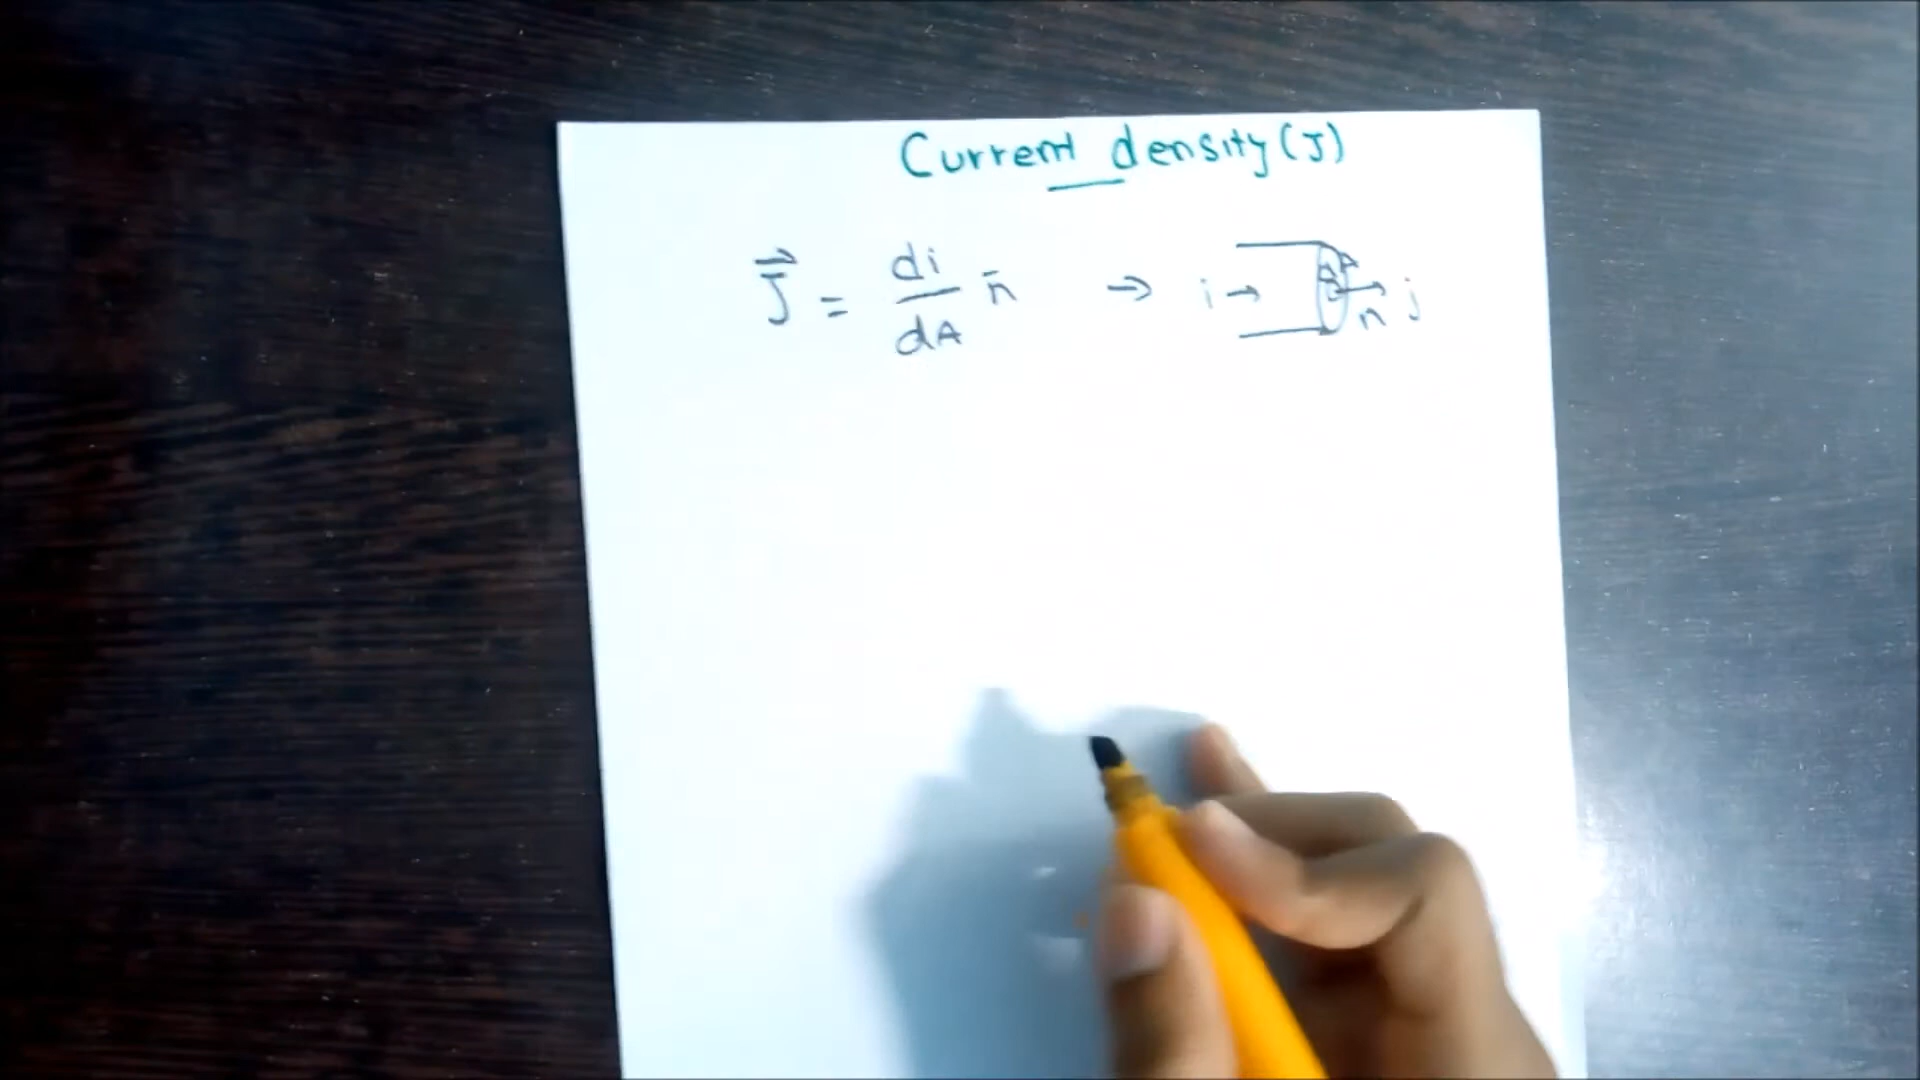 Current density (J)
J⃗ = di/dA n̄ → i → dA n j